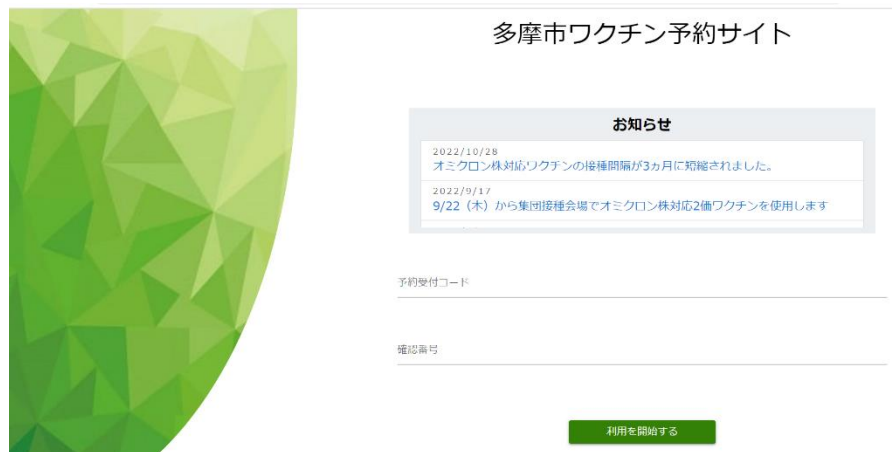 多摩市ワクチン予約サイト
お知らせ
2022/10/28
オミクロン株対応ワクチンの接種間隔が3ヵ月に短縮されました。
2022/9/17
9/22（木）から集団接種会場でオミクロン株対応2価ワクチンを使用します
予約受付コード
確認番号
利用を開始する